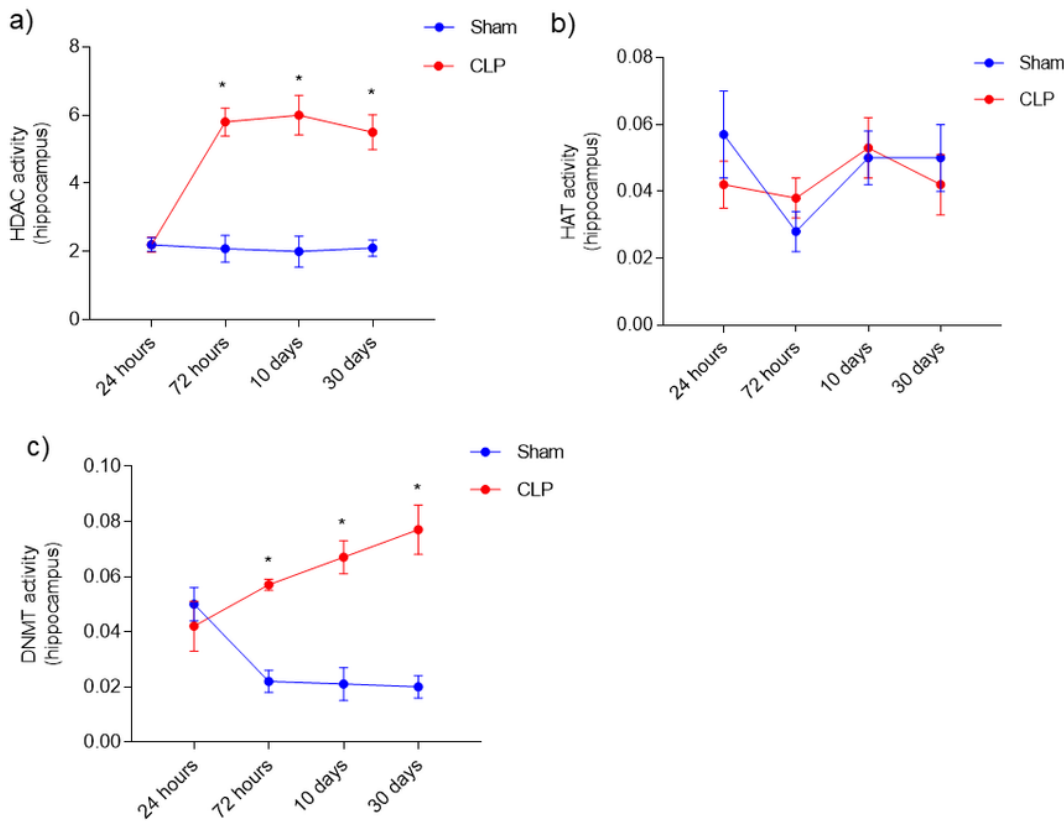 a)
Sham
CLP
HDAC activity
(hippocampus)
8
6
4
2
0
*
*
*
24 hours
72 hours
10 days
30 days
b)
Sham
CLP
HAT activity
(hippocampus)
0.08
0.06
0.04
0.02
0.00
24 hours
72 hours
10 days
30 days
c)
Sham
CLP
DNMT activity
(hippocampus)
0.10
0.08
0.06
0.04
0.02
0.00
*
*
*
24 hours
72 hours
10 days
30 days